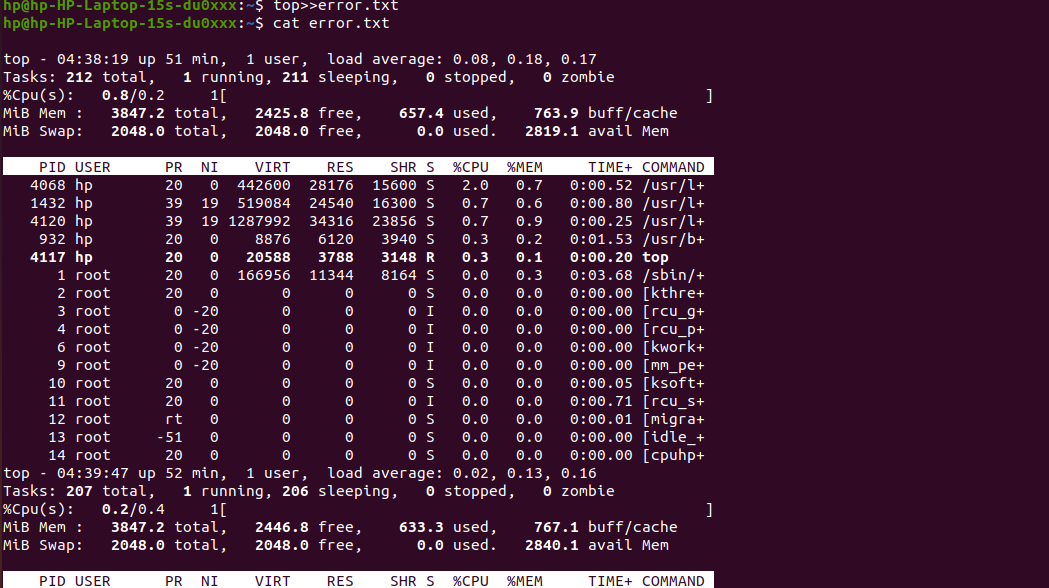 hp@hp-HP-Laptop-15s-du0xxx:~$ top>>error.txt
hp@hp-HP-Laptop-15s-du0xxx:~$ cat error.txt
top - 04:38:19 up 51 min,  1 user,  load average: 0.08, 0.18, 0.17
Tasks: 212 total,   1 running, 211 sleeping,   0 stopped,   0 zombie
%Cpu(s):   0.8/0.2     1[                                                     ]
MiB Mem :   3847.2 total,   2425.8 free,    657.4 used,    763.9 buff/cache
MiB Swap:   2048.0 total,   2048.0 free,      0.0 used.   2819.1 avail Mem
    PID USER      PR  NI    VIRT    RES    SHR S  %CPU  %MEM     TIME+ COMMAND
   4068 hp        20   0  442600  28176  15600 S   2.0   0.7   0:00.52 /usr/l+
   1432 hp        39  19  519084  24540  16300 S   0.7   0.6   0:00.80 /usr/l+
   4120 hp        39  19 1287992  34316  23856 S   0.7   0.9   0:00.25 /usr/l+
    932 hp        20   0    8876   6120   3940 S   0.3   0.2   0:01.53 /usr/b+
   4117 hp        20   0   20588   3788   3148 R   0.3   0.1   0:00.20 top
      1 root      20   0  166956  11344   8164 S   0.0   0.3   0:03.68 /sbin/+
      2 root      20   0       0      0      0 S   0.0   0.0   0:00.00 [kthre+
      3 root       0 -20       0      0      0 I   0.0   0.0   0:00.00 [rcu_g+
      4 root       0 -20       0      0      0 I   0.0   0.0   0:00.00 [rcu_p+
      6 root       0 -20       0      0      0 I   0.0   0.0   0:00.00 [kwork+
      9 root       0 -20       0      0      0 I   0.0   0.0   0:00.00 [mm_pe+
     10 root      20   0       0      0      0 S   0.0   0.0   0:00.05 [ksoft+
     11 root      20   0       0      0      0 I   0.0   0.0   0:00.71 [rcu_s+
     12 root      rt   0       0      0      0 S   0.0   0.0   0:00.01 [migra+
     13 root     -51   0       0      0      0 S   0.0   0.0   0:00.00 [idle_+
     14 root      20   0       0      0      0 S   0.0   0.0   0:00.00 [cpuhp+
top - 04:39:47 up 52 min,  1 user,  load average: 0.02, 0.13, 0.16
Tasks: 207 total,   1 running, 206 sleeping,   0 stopped,   0 zombie
%Cpu(s):   0.2/0.4     1[                                                     ]
MiB Mem :   3847.2 total,   2446.8 free,    633.3 used,    767.1 buff/cache
MiB Swap:   2048.0 total,   2048.0 free,      0.0 used.   2840.1 avail Mem
    PID USER      PR  NI    VIRT    RES    SHR S  %CPU  %MEM     TIME+ COMMAND